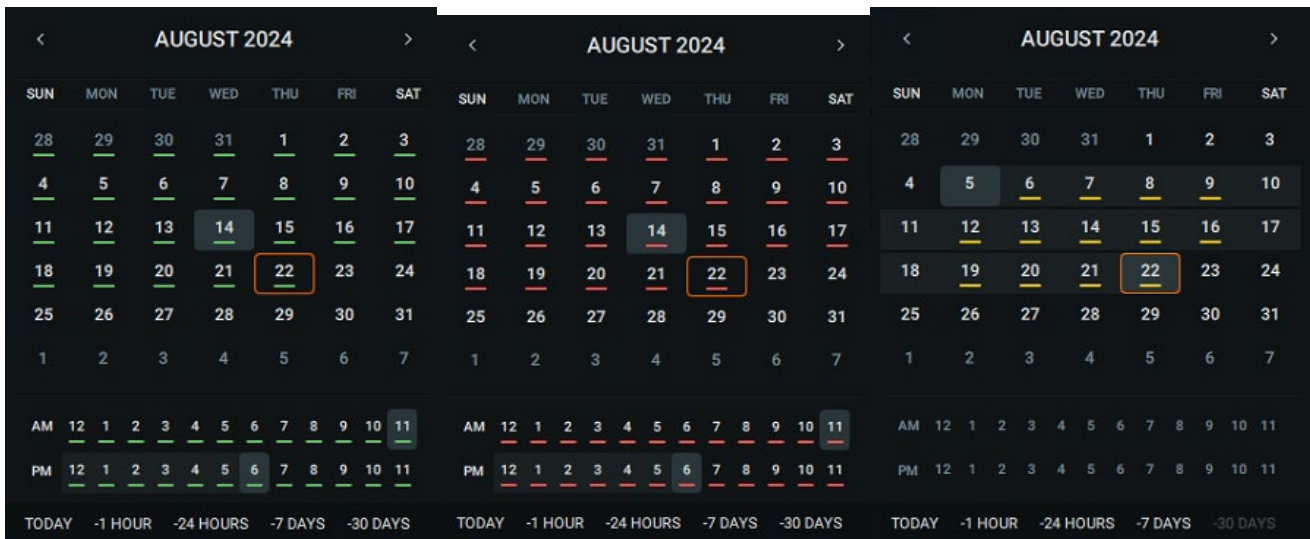 < AUGUST 2024 >
SUN MON TUE WED THU FRI SAT
28 29 30 31 1 2 3
4 5 6 7 8 9 10
11 12 13 14 15 16 17
18 19 20 21 22 23 24
25 26 27 28 29 30 31
1 2 3 4 5 6 7
AM 12 1 2 3 4 5 6 7 8 9 10 11
PM 12 1 2 3 4 5 6 7 8 9 10 11
TODAY -1 HOUR -24 HOURS -7 DAYS -30 DAYS
< AUGUST 2024 >
SUN MON TUE WED THU FRI SAT
28 29 30 31 1 2 3
4 5 6 7 8 9 10
11 12 13 14 15 16 17
18 19 20 21 22 23 24
25 26 27 28 29 30 31
1 2 3 4 5 6 7
AM 12 1 2 3 4 5 6 7 8 9 10 11
PM 12 1 2 3 4 5 6 7 8 9 10 11
TODAY -1 HOUR -24 HOURS -7 DAYS -30 DAYS
< AUGUST 2024 >
SUN MON TUE WED THU FRI SAT
28 29 30 31 1 2 3
4 5 6 7 8 9 10
11 12 13 14 15 16 17
18 19 20 21 22 23 24
25 26 27 28 29 30 31
1 2 3 4 5 6 7
AM 12 1 2 3 4 5 6 7 8 9 10 11
PM 12 1 2 3 4 5 6 7 8 9 10 11
TODAY -1 HOUR -24 HOURS -7 DAYS -30 DAYS